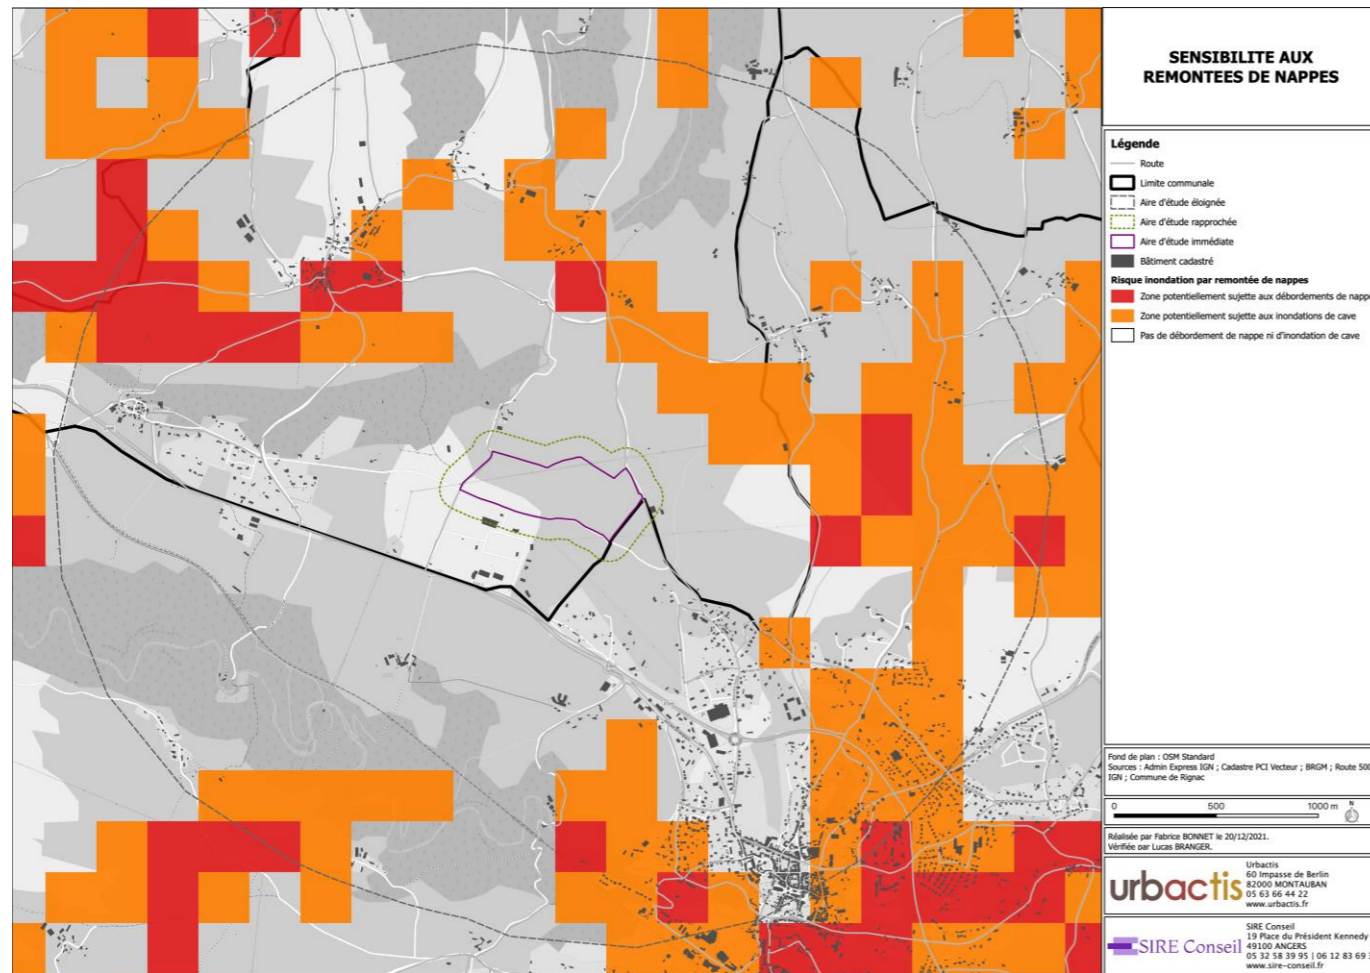 SENSIBILITE AUX
REMONTEES DE NAPPES
Légende
Route
Limite communale
Aire d'étude éloignée
Aire d'étude rapprochée
Aire d'étude immédiate
Bâtiment cadastré
Risque inondation par remontée de nappes
Zone potentiellement sujette aux débordements de napp
Zone potentiellement sujette aux inondations de cave
Pas de débordement de nappe ni d'inondation de cave
Fond de plan : OSM Standard
Sources : Admin Express IGN ; Cadastre PCI Vecteur ; BRGM ; Route 500
IGN ; Commune de Rignac
0 500 1000 m N
Réalisée par Fabrice BONNET le 20/12/2021.
Vérifiée par Lucas BRANGER.
urbactis
Urbactis
60 Impasse de Berlin
82000 MONTAUBAN
05 63 66 44 22
www.urbactis.fr
SIRE Conseil
SIRE Conseil
19 Place du Président Kennedy
49100 ANGERS
05 32 58 39 95 | 06 12 83 69
www.sire-conseil.fr